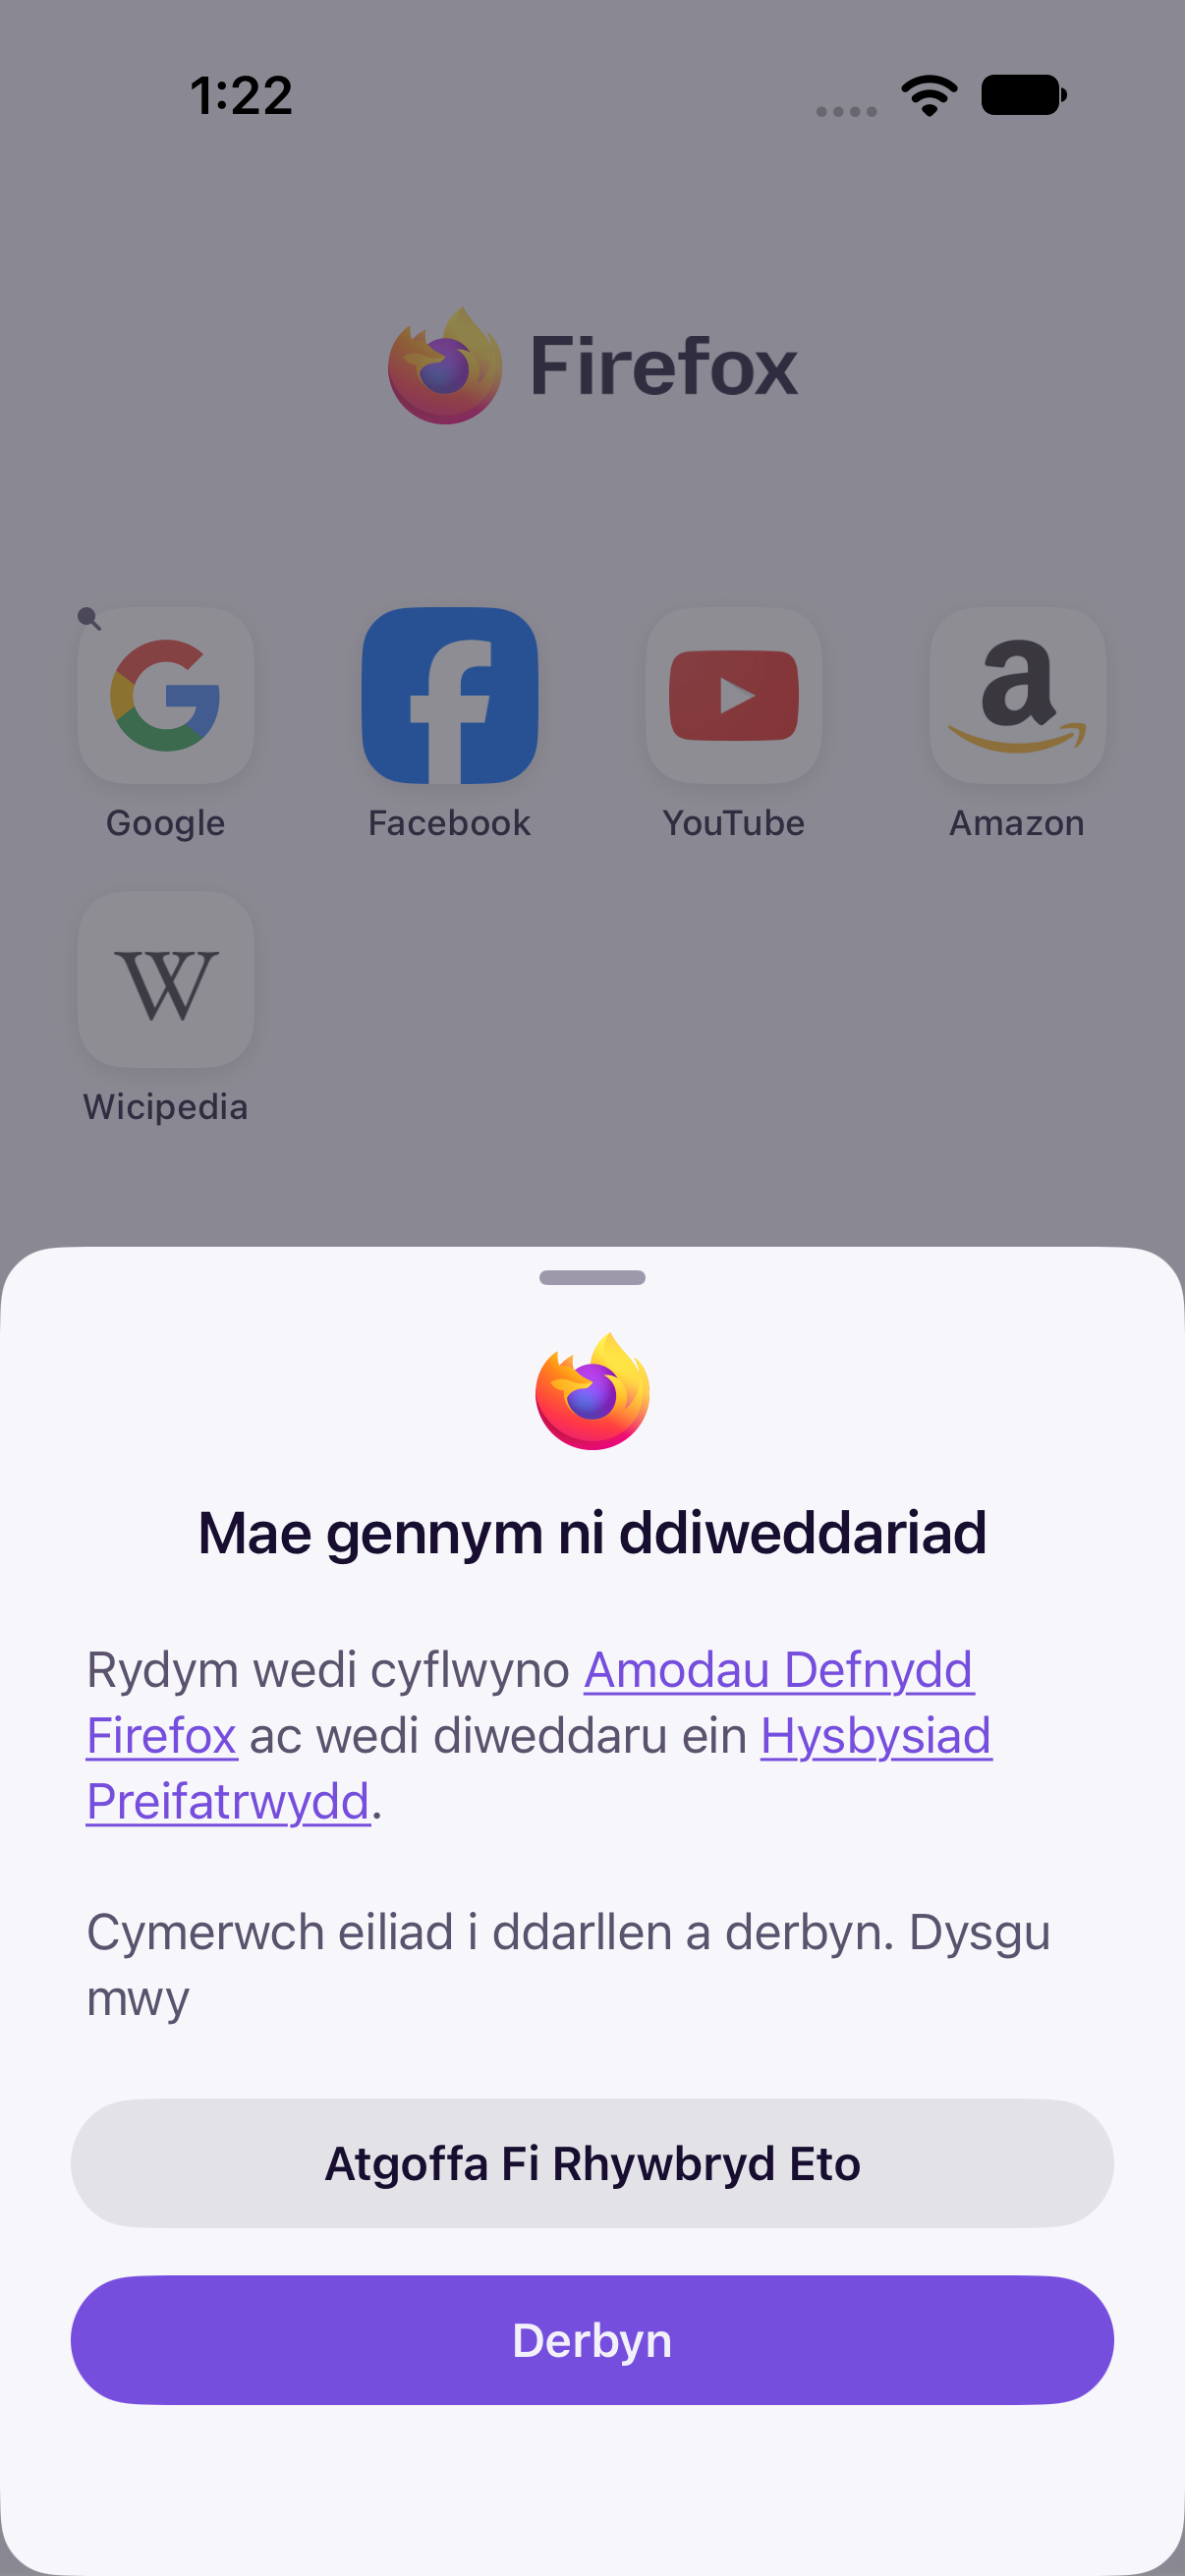 1:22
Firefox
Google
Facebook
YouTube
Amazon
Wicipedia
Mae gennym ni ddiweddariad
Rydym wedi cyflwyno Amodau Defnydd
Firefox ac wedi diweddaru ein Hysbysiad
Preifatrwydd.
Cymerwch eiliad i ddarllen a derbyn. Dysgu
mwy
Atgoffa Fi Rhywbryd Eto
Derbyn